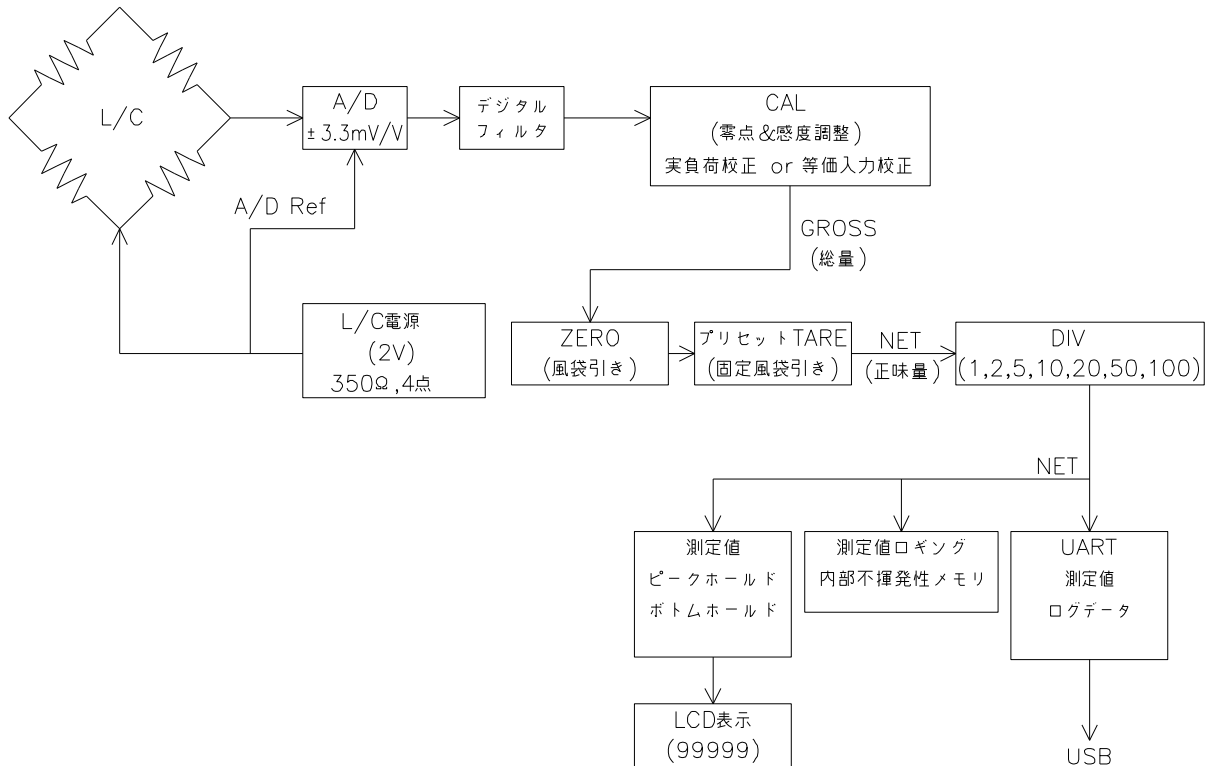 L/C
A/D
±3.3mV/V
デジタル
フィルタ
CAL
(零点&感度調整)
実負荷校正 or 等価入力校正
A/D Ref
GROSS
(総量)
L/C電源
(2V)
350Ω,4点
ZERO
(風袋引き)
プリセットTARE
(固定風袋引き)
NET
(正味量)
DIV
(1,2,5,10,20,50,100)
NET
測定値
ピークホールド
ボトムホールド
測定値ロギング
内部不揮発性メモリ
UART
測定値
ログデータ
LCD表示
(99999)
USB